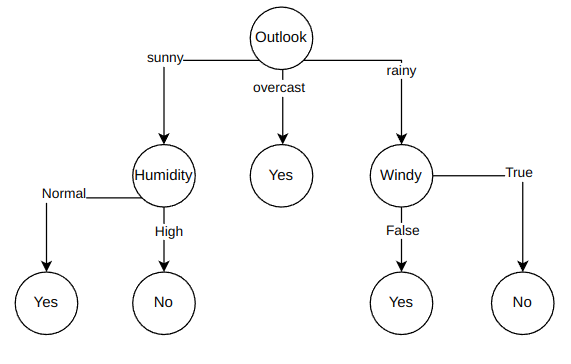 Outlook
sunny
overcast
rainy
Humidity
Yes
Windy
True
Normal
High
False
Yes
No
Yes
No